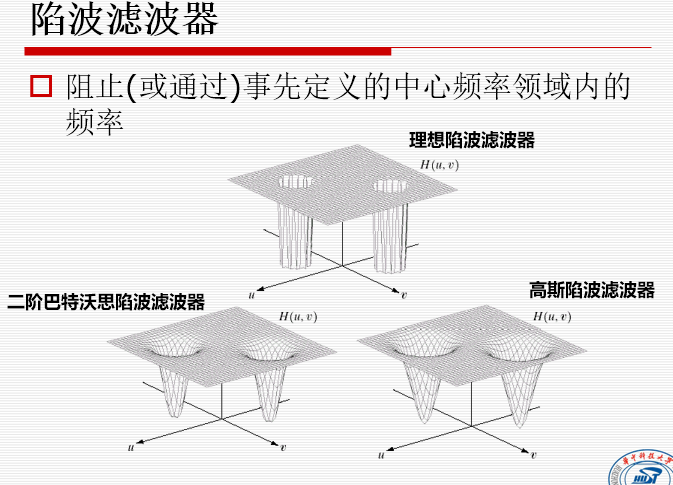 陷波滤波器
阻止(或通过)事先定义的中心频率领域内的
频率
理想陷波滤波器
H(u, v)
u
v
二阶巴特沃思陷波滤波器
H(u, v)
u
v
高斯陷波滤波器
H(u, v)
u
v
华中科技大学
HUST